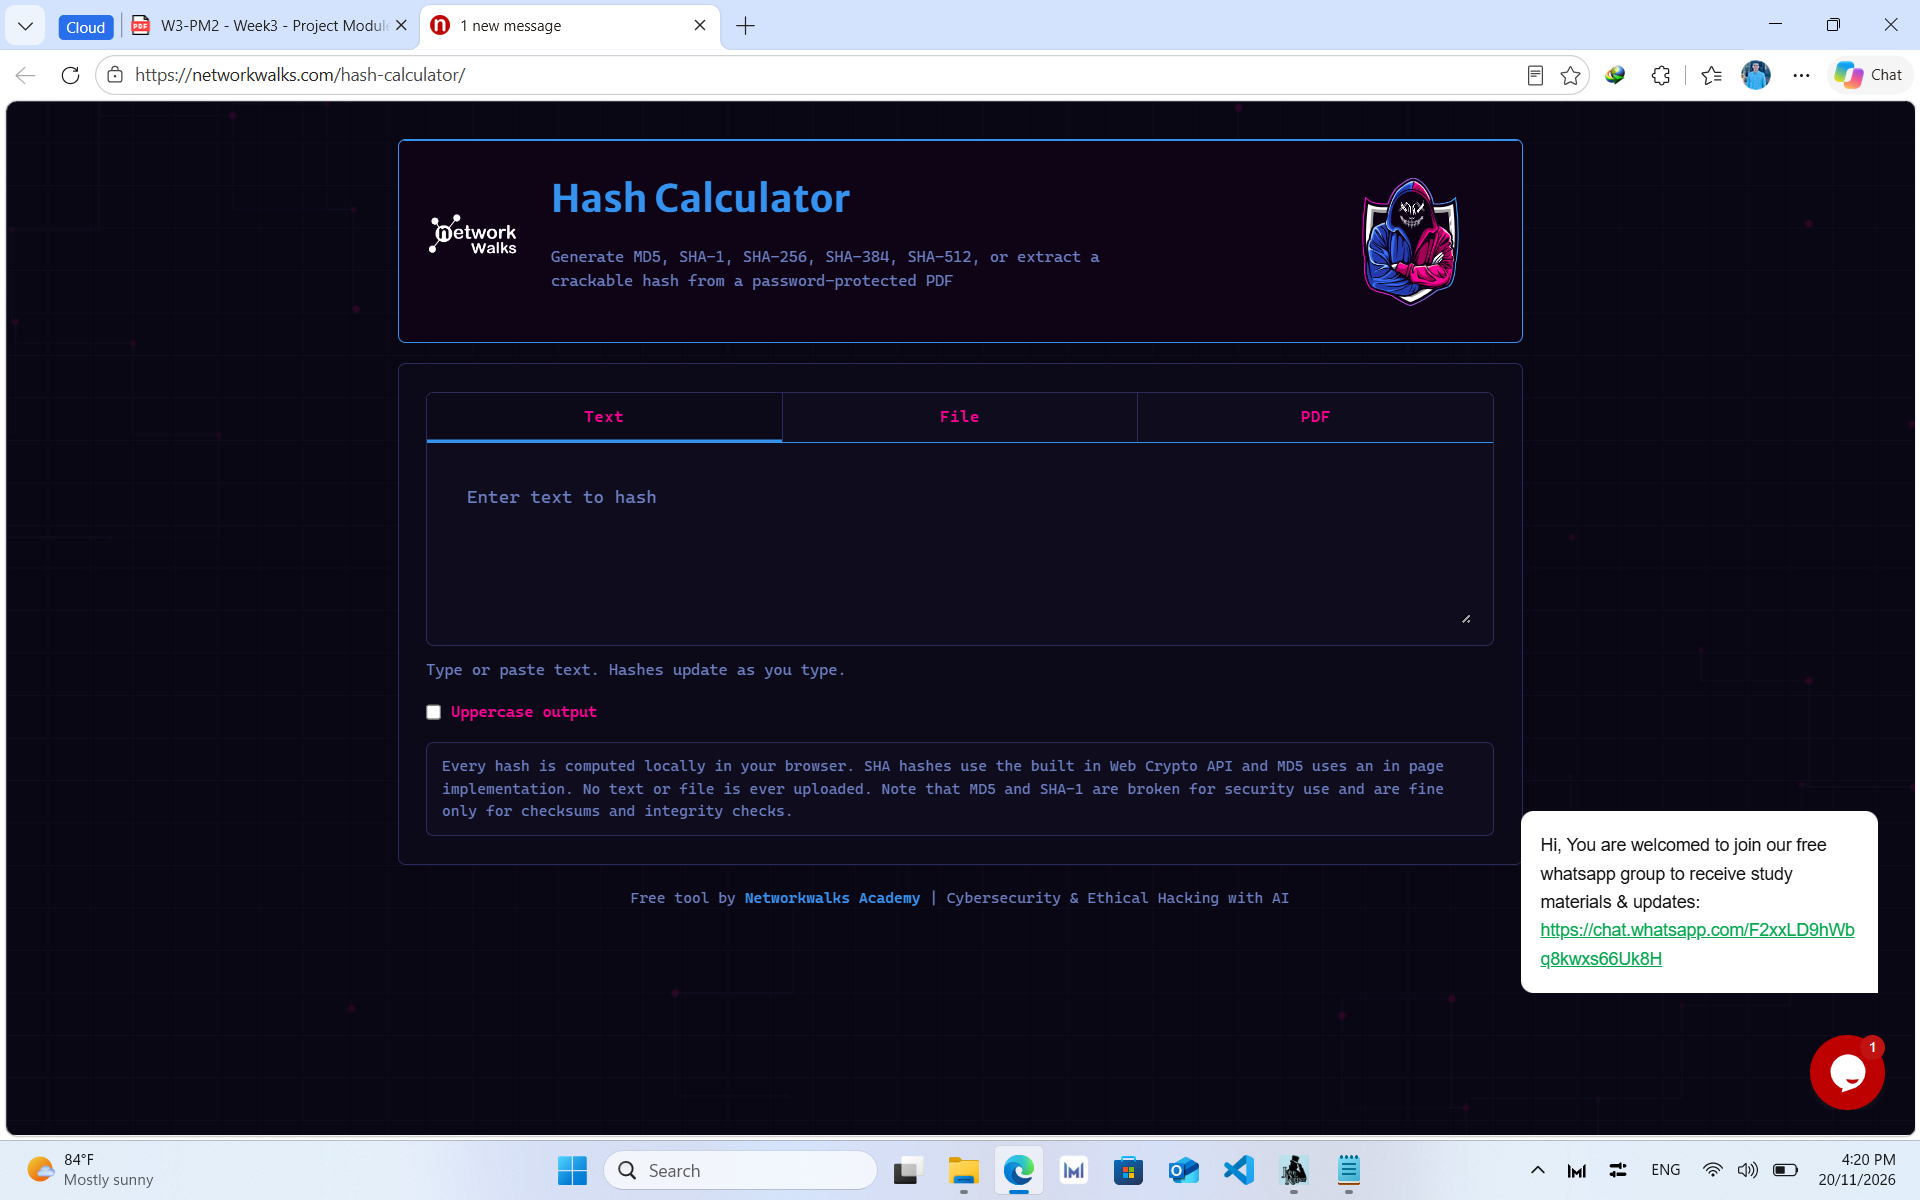 Cloud
W3-PM2 - Week3 - Project Module
1 new message
https://networkwalks.com/hash-calculator/
Chat
network
Walks
Hash Calculator
Generate MD5, SHA-1, SHA-256, SHA-384, SHA-512, or extract a
crackable hash from a password-protected PDF
Text
File
PDF
Enter text to hash
Type or paste text. Hashes update as you type.
Uppercase output
Every hash is computed locally in your browser. SHA hashes use the built in Web Crypto API and MD5 uses an in page
implementation. No text or file is ever uploaded. Note that MD5 and SHA-1 are broken for security use and are fine
only for checksums and integrity checks.
Free tool by Networkwalks Academy | Cybersecurity & Ethical Hacking with AI
Hi, You are welcomed to join our free
whatsapp group to receive study
materials & updates:
https://chat.whatsapp.com/F2xxLD9hWb
q8kwxs66Uk8H
1
84°F
Mostly sunny
Search
ENG
4:20 PM
20/11/2026